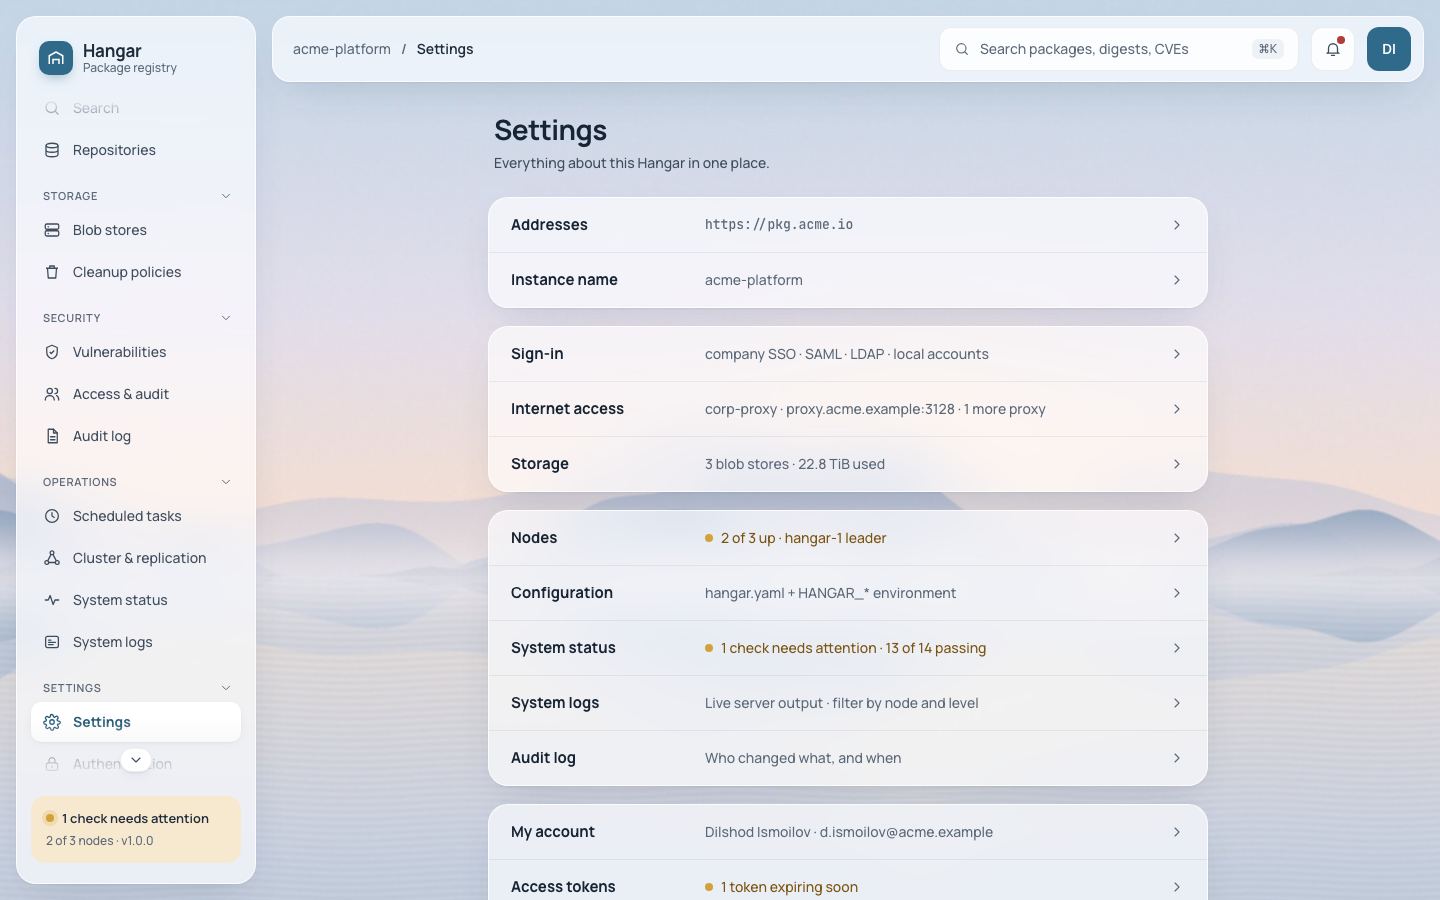 Hangar
Package registry
Search
Repositories
STORAGE
Blob stores
Cleanup policies
SECURITY
Vulnerabilities
Access & audit
Audit log
OPERATIONS
Scheduled tasks
Cluster & replication
System status
System logs
SETTINGS
Settings
1 check needs attention
2 of 3 nodes · v1.0.0
acme-platform / Settings
Search packages, digests, CVEs ⌘K
DI
Settings
Everything about this Hangar in one place.
Addresses https://pkg.acme.io
Instance name acme-platform
Sign-in company SSO · SAML · LDAP · local accounts
Internet access corp-proxy · proxy.acme.example:3128 · 1 more proxy
Storage 3 blob stores · 22.8 TiB used
Nodes 2 of 3 up · hangar-1 leader
Configuration hangar.yaml + HANGAR_* environment
System status 1 check needs attention · 13 of 14 passing
System logs Live server output · filter by node and level
Audit log Who changed what, and when
My account Dilshod Ismoilov · d.ismoilov@acme.example
Access tokens 1 token expiring soon